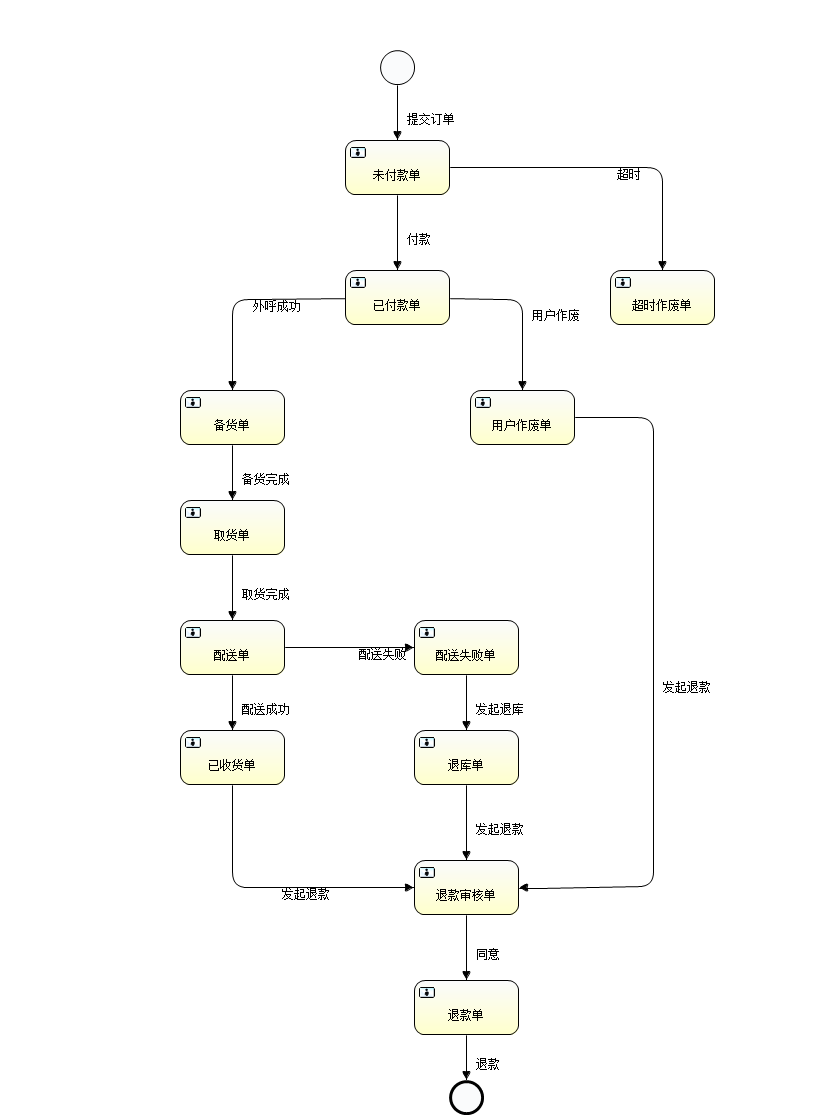 提交订单
未付款单
超时
付款
已付款单
超时作废单
外呼成功
用户作废
备货单
用户作废单
备货完成
取货单
取货完成
配送单
配送失败
配送失败单
发起退款
配送成功
发起退库
已收货单
退库单
发起退款
退款审核单
发起退款
同意
退款单
退款